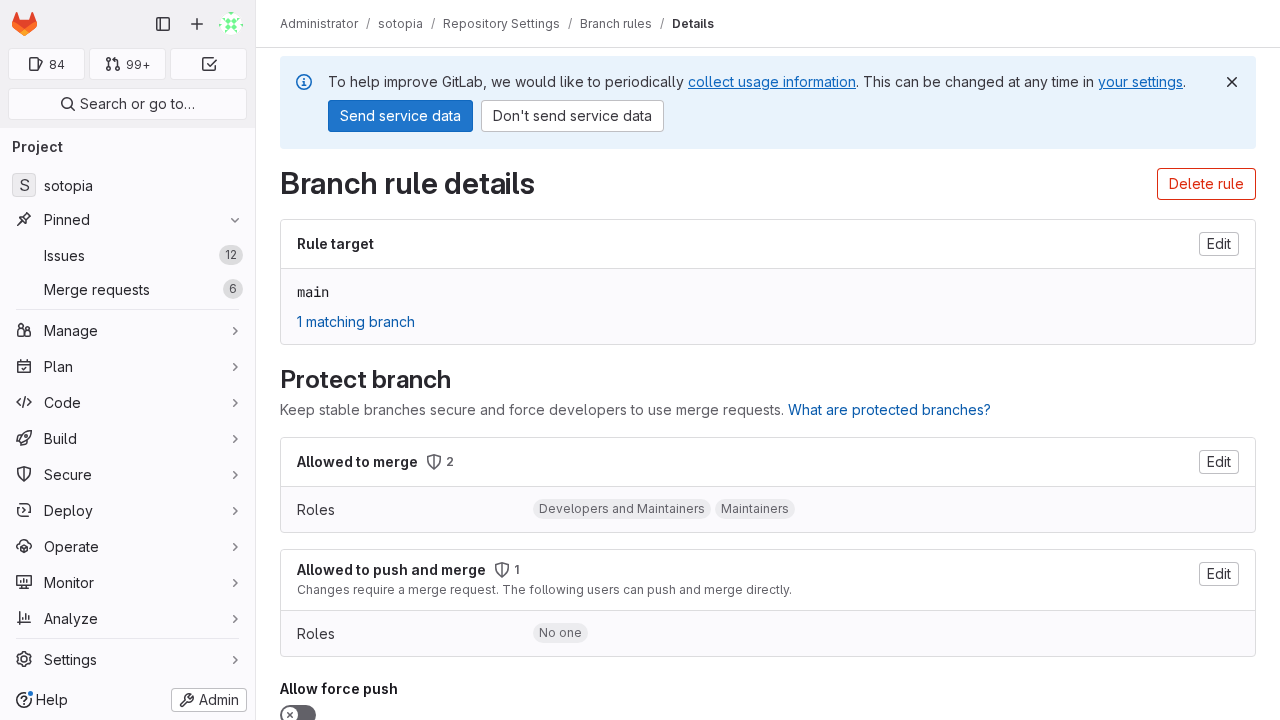 Administrator / sotopia / Repository Settings / Branch rules / Details
84
99+
Search or go to…
Project
S sotopia
Pinned
Issues 12
Merge requests 6
Manage
Plan
Code
Build
Secure
Deploy
Operate
Monitor
Analyze
Settings
Help
Admin
To help improve GitLab, we would like to periodically collect usage information. This can be changed at any time in your settings.
Send service data Don't send service data
Branch rule details
Delete rule
Rule target
Edit
main
1 matching branch
Protect branch
Keep stable branches secure and force developers to use merge requests. What are protected branches?
Allowed to merge 2
Edit
Roles Developers and Maintainers Maintainers
Allowed to push and merge 1
Edit
Changes require a merge request. The following users can push and merge directly.
Roles No one
Allow force push